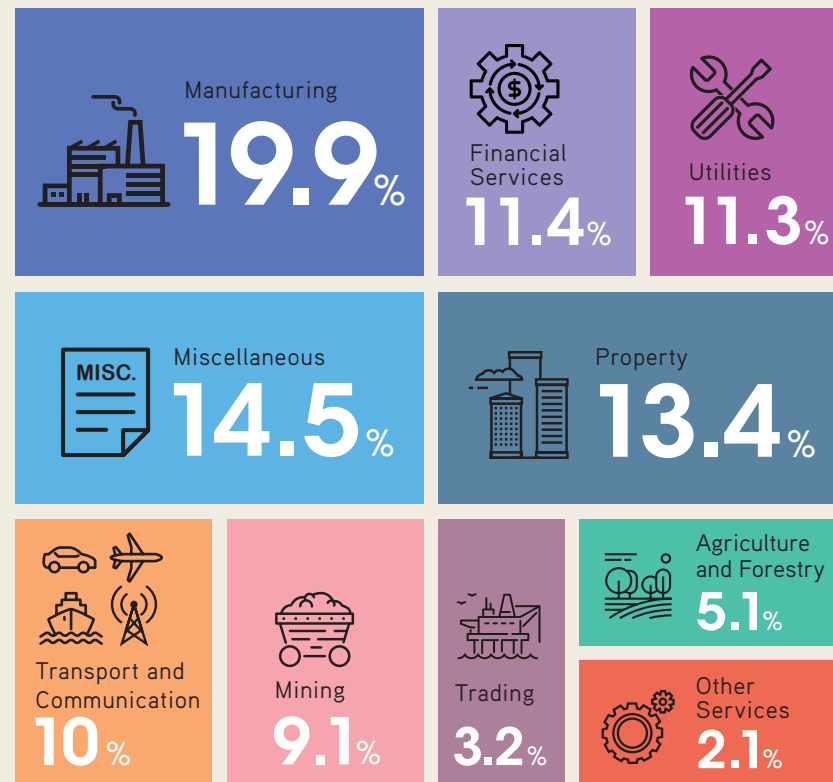 Manufacturing
19.9%
$
Financial
Services
11.4%
Utilities
11.3%
MISC.
Miscellaneous
14.5%
Property
13.4%
Transport and
Communication
10%
Mining
9.1%
Trading
3.2%
Agriculture
and Forestry
5.1%
Other
Services
2.1%